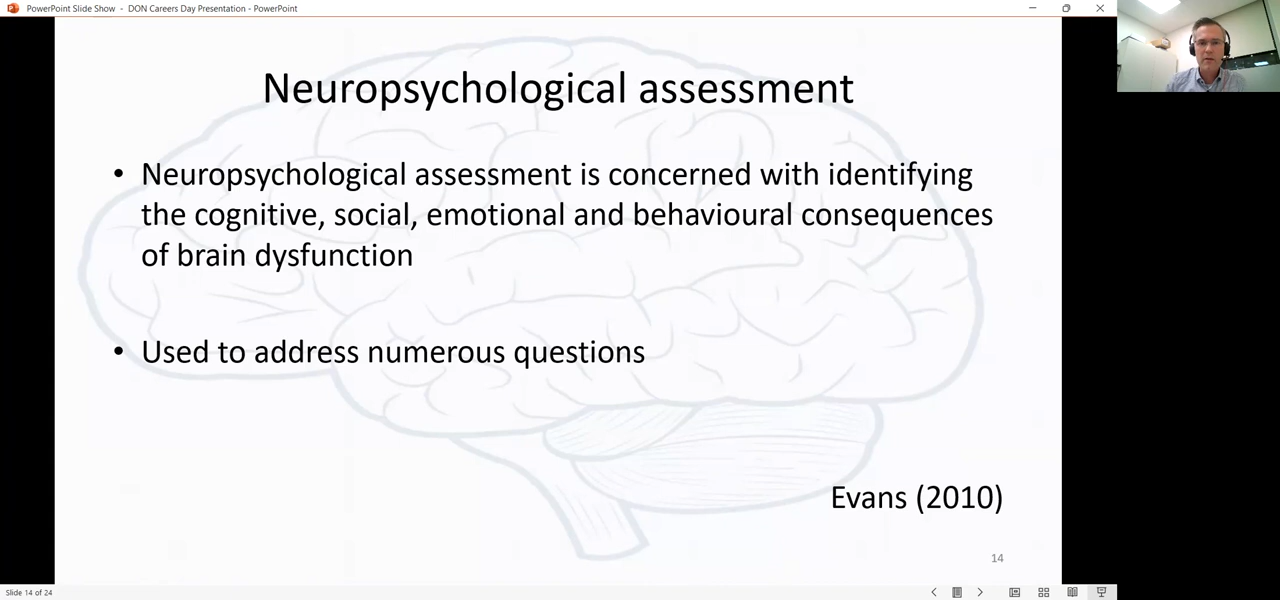 PowerPoint Slide Show - DON Careers Day Presentation - PowerPoint
Neuropsychological assessment
• Neuropsychological assessment is concerned with identifying
the cognitive, social, emotional and behavioural consequences
of brain dysfunction
• Used to address numerous questions
Evans (2010)
14
Slide 14 of 24